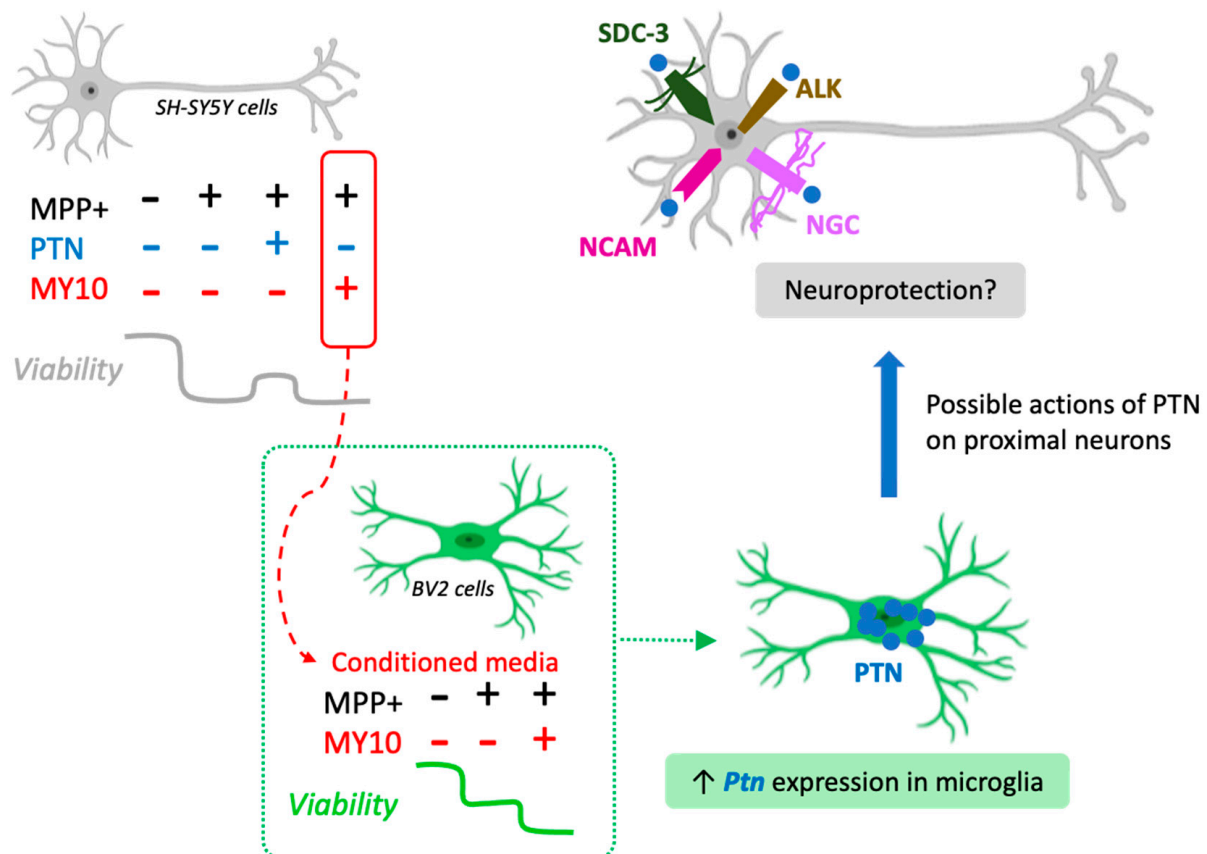 SH-SY5Y cells
MPP+ - + + +
PTN - - + -
MY10 - - - +
Viability
BV2 cells
Conditioned media
MPP+ - + +
MY10 - - +
Viability
SDC-3
ALK
NCAM
NGC
Neuroprotection?
Possible actions of PTN
on proximal neurons
PTN
↑ Ptn expression in microglia